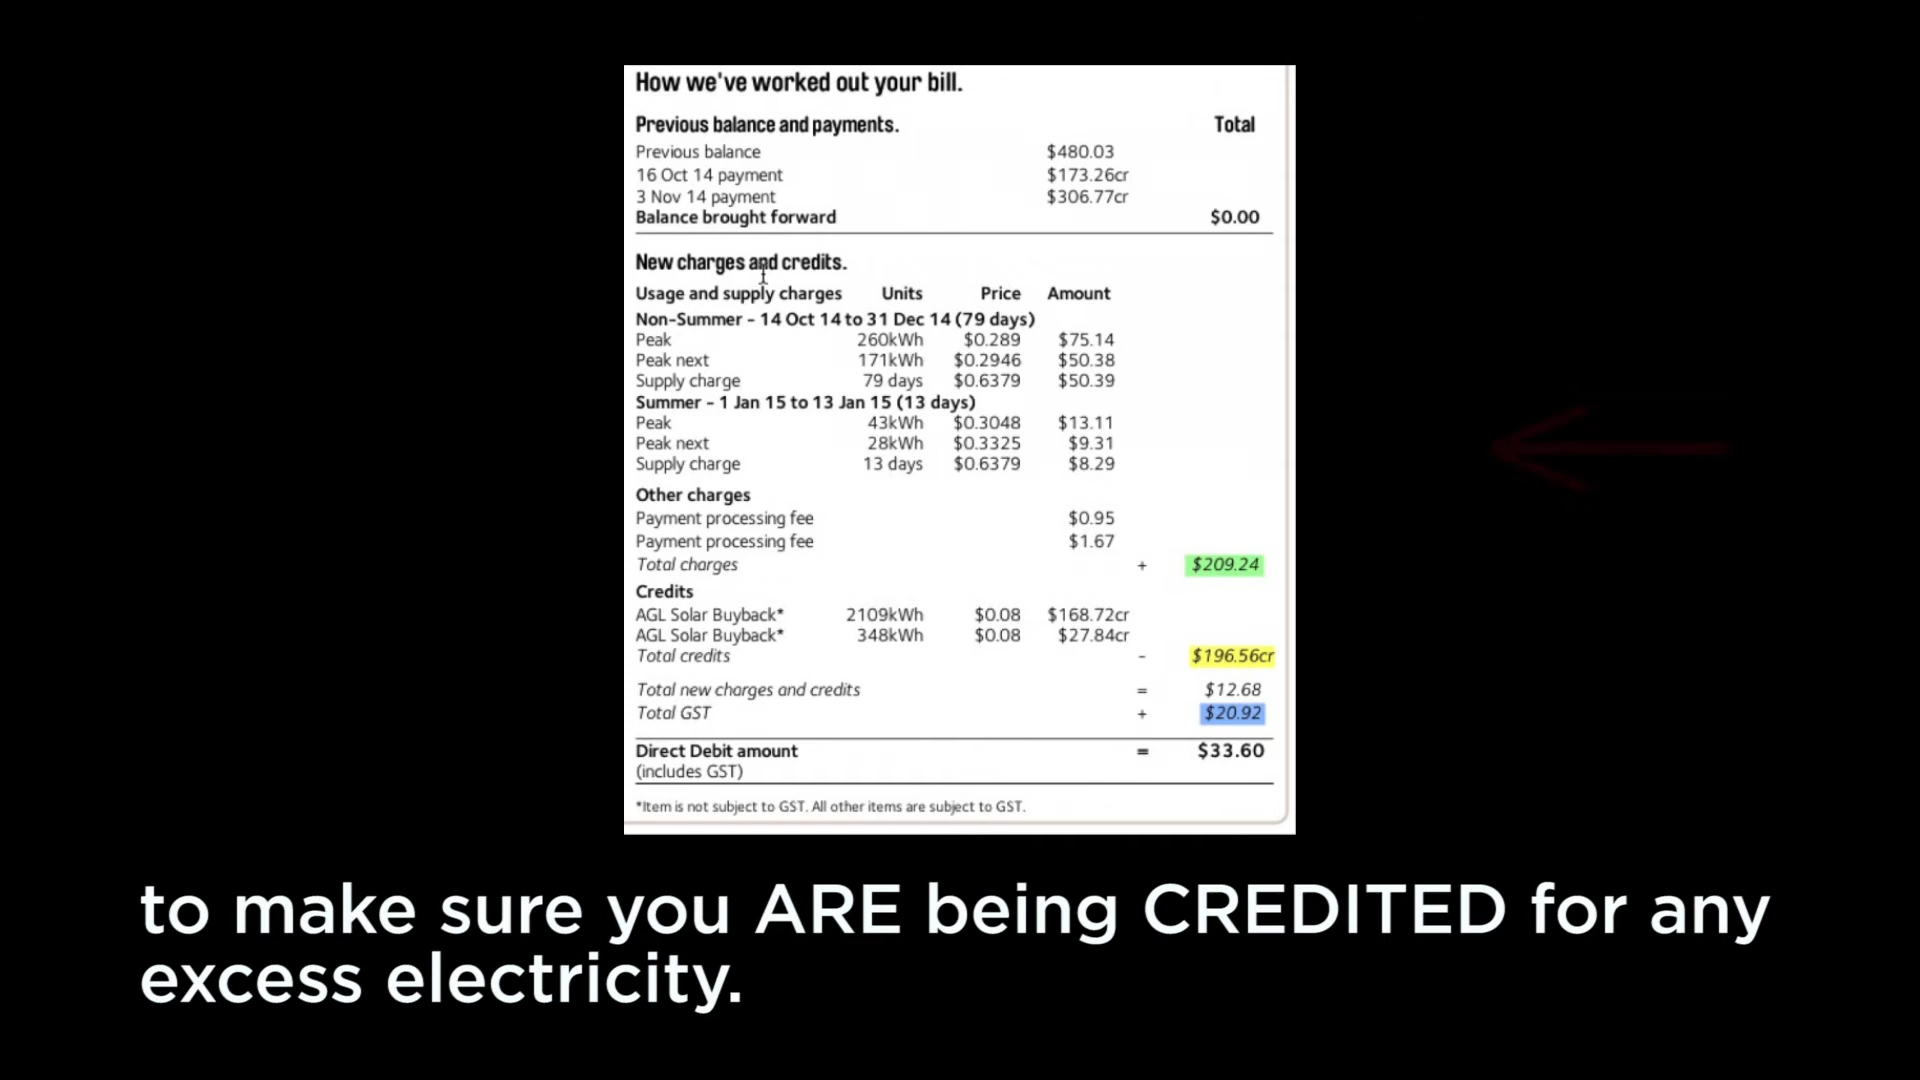 How we've worked out your bill.
Previous balance and payments. Total
Previous balance $480.03
16 Oct 14 payment $173.26cr
3 Nov 14 payment $306.77cr
Balance brought forward $0.00
New charges and credits.
Usage and supply charges Units Price Amount
Non-Summer - 14 Oct 14 to 31 Dec 14 (79 days)
Peak 260kWh $0.289 $75.14
Peak next 171kWh $0.2946 $50.38
Supply charge 79 days $0.6379 $50.39
Summer - 1 Jan 15 to 13 Jan 15 (13 days)
Peak 43kWh $0.3048 $13.11
Peak next 28kWh $0.3325 $9.31
Supply charge 13 days $0.6379 $8.29
Other charges
Payment processing fee $0.95
Payment processing fee $1.67
Total charges + $209.24
Credits
AGL Solar Buyback* 2109kWh $0.08 $168.72cr
AGL Solar Buyback* 348kWh $0.08 $27.84cr
Total credits - $196.56cr
Total new charges and credits = $12.68
Total GST + $20.92
Direct Debit amount = $33.60
(includes GST)
*Item is not subject to GST. All other items are subject to GST.
to make sure you ARE being CREDITED for any
excess electricity.